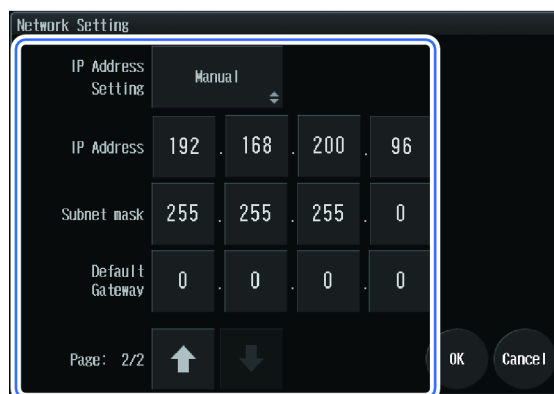 Network Setting
IP Address
Setting
Manual
IP Address 192 . 168 . 200 . 96
Subnet mask 255 . 255 . 255 . 0
Default
Gateway
0 . 0 . 0 . 0
Page: 2/2
OK Cancel